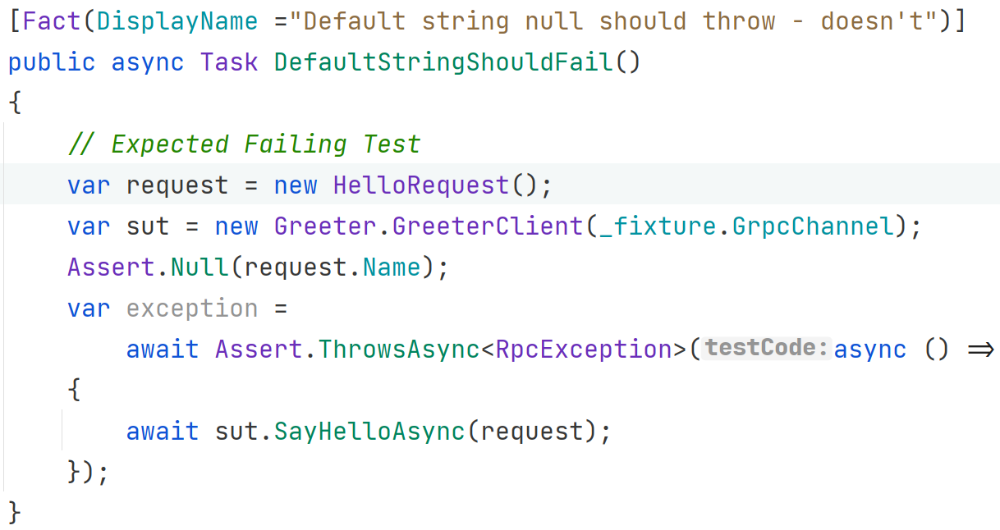 [Fact(DisplayName ="Default string null should throw - doesn't")]
public async Task DefaultStringShouldFail()
{
    // Expected Failing Test
    var request = new HelloRequest();
    var sut = new Greeter.GreeterClient(_fixture.GrpcChannel);
    Assert.Null(request.Name);
    var exception =
        await Assert.ThrowsAsync<RpcException>(testCode: async () =>
    {
        await sut.SayHelloAsync(request);
    });
}